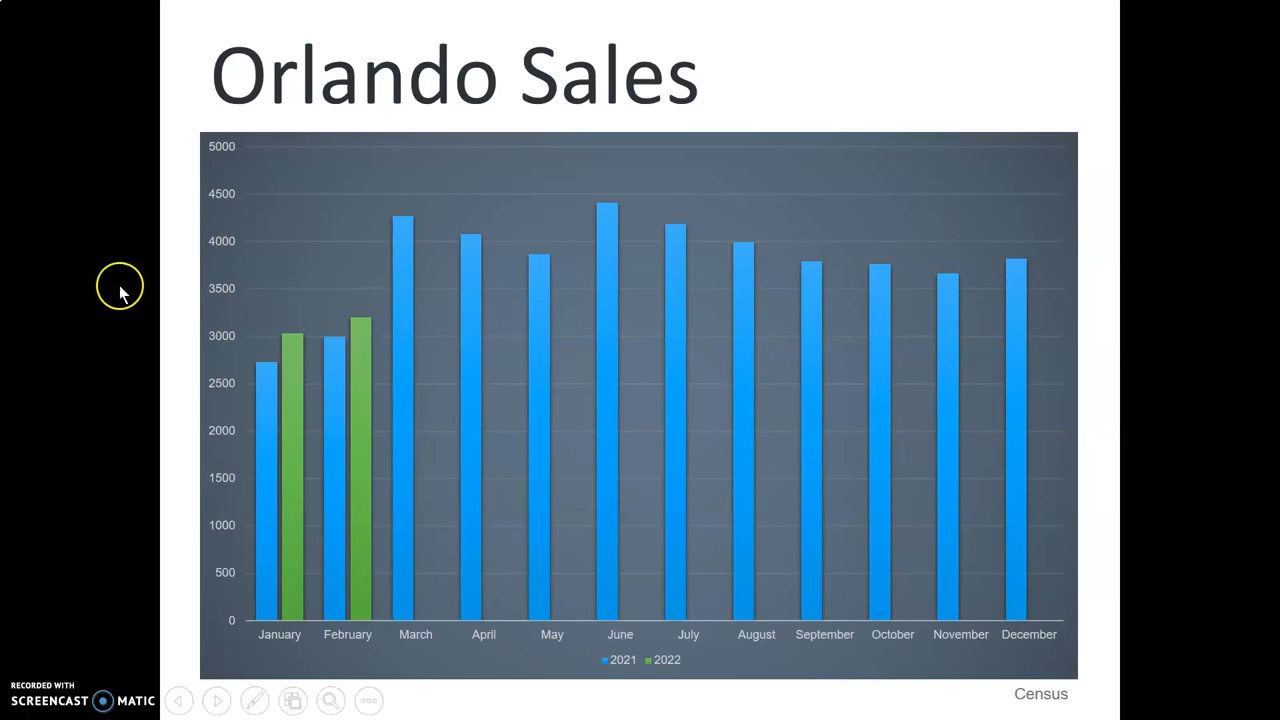 Orlando Sales
5000
4500
4000
3500
3000
2500
2000
1500
1000
500
0
January February March April May June July August September October November December
2021 2022
Census
RECORDED WITH
SCREENCAST MATIC